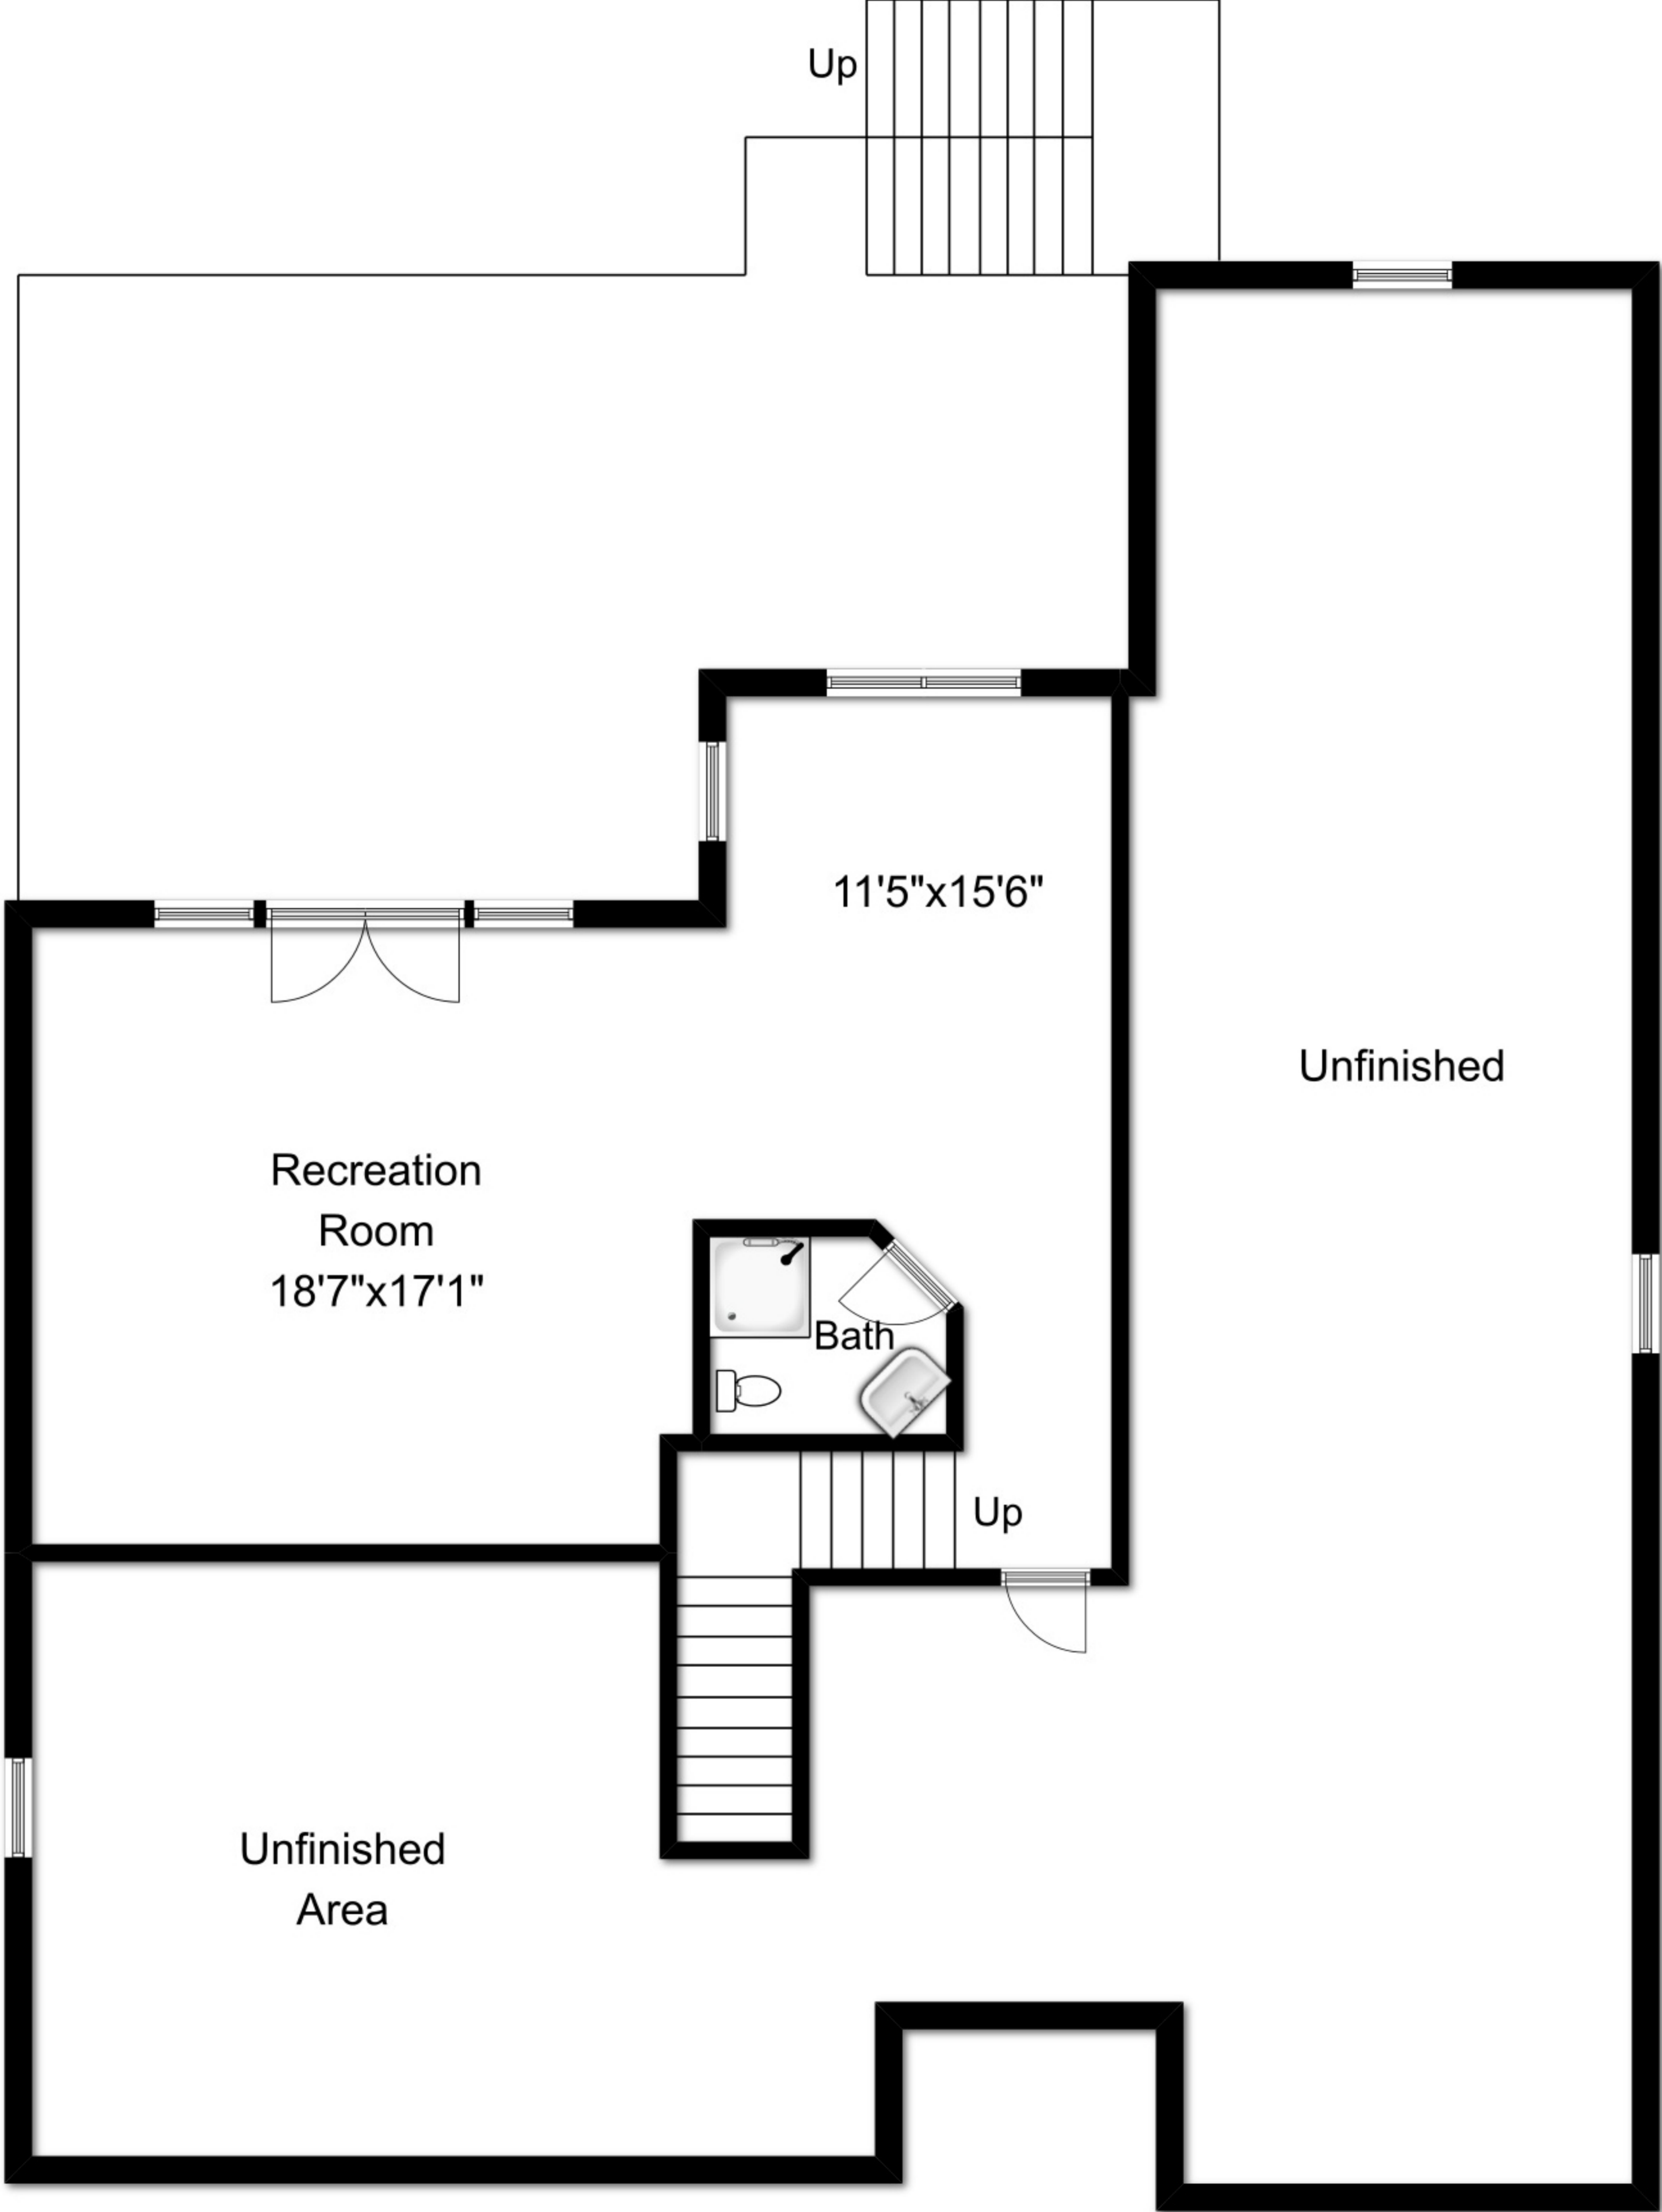 Up
11'5"x15'6"
Unfinished
Recreation
Room
18'7"x17'1"
Bath
Up
Unfinished
Area